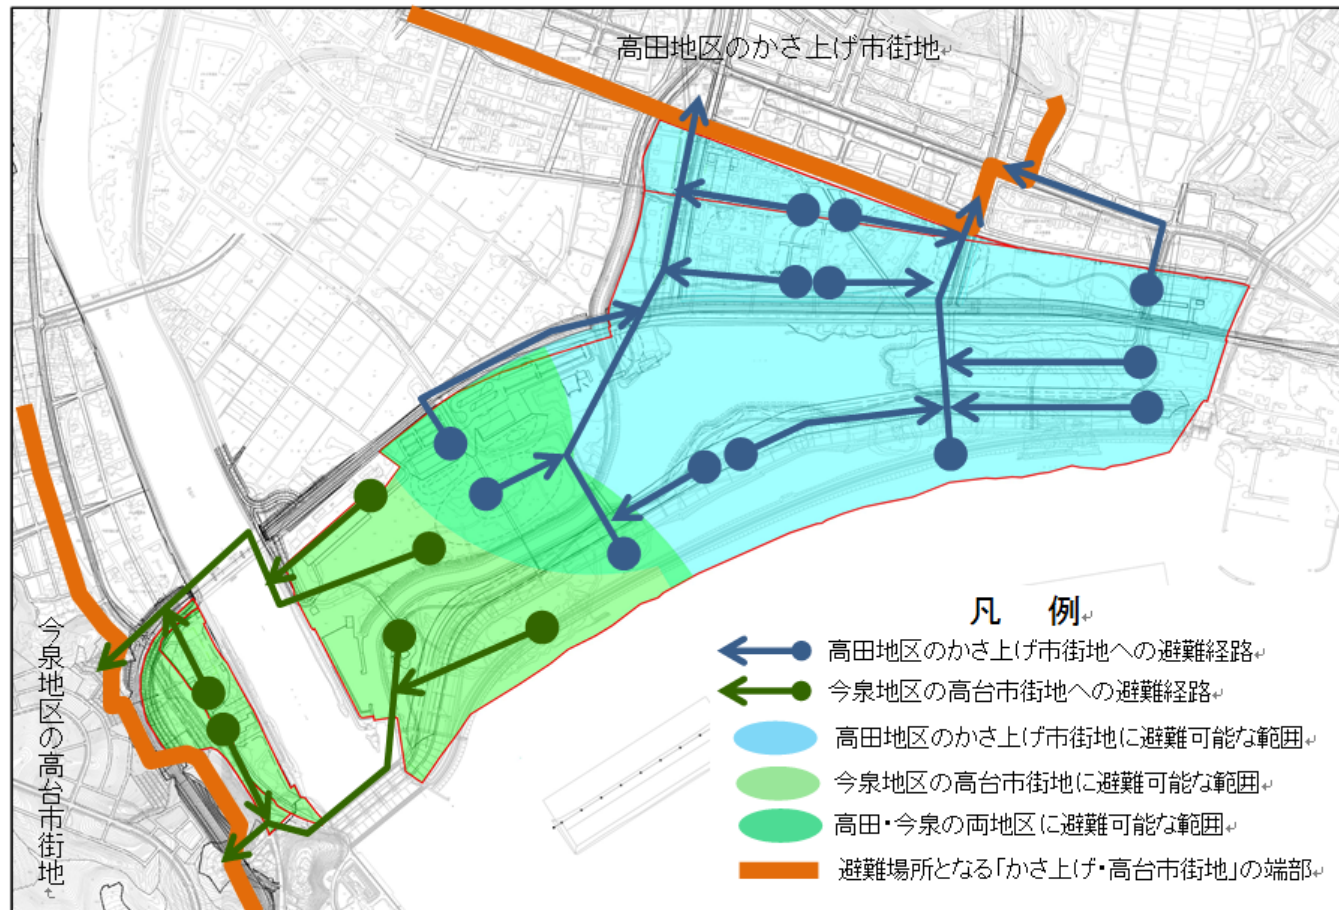 高田地区のかさ上げ市街地
今泉地区の高台市街地
凡 例
高田地区のかさ上げ市街地への避難経路
今泉地区の高台市街地への避難経路
高田地区のかさ上げ市街地に避難可能な範囲
今泉地区の高台市街地に避難可能な範囲
高田・今泉の両地区に避難可能な範囲
避難場所となる「かさ上げ・高台市街地」の端部